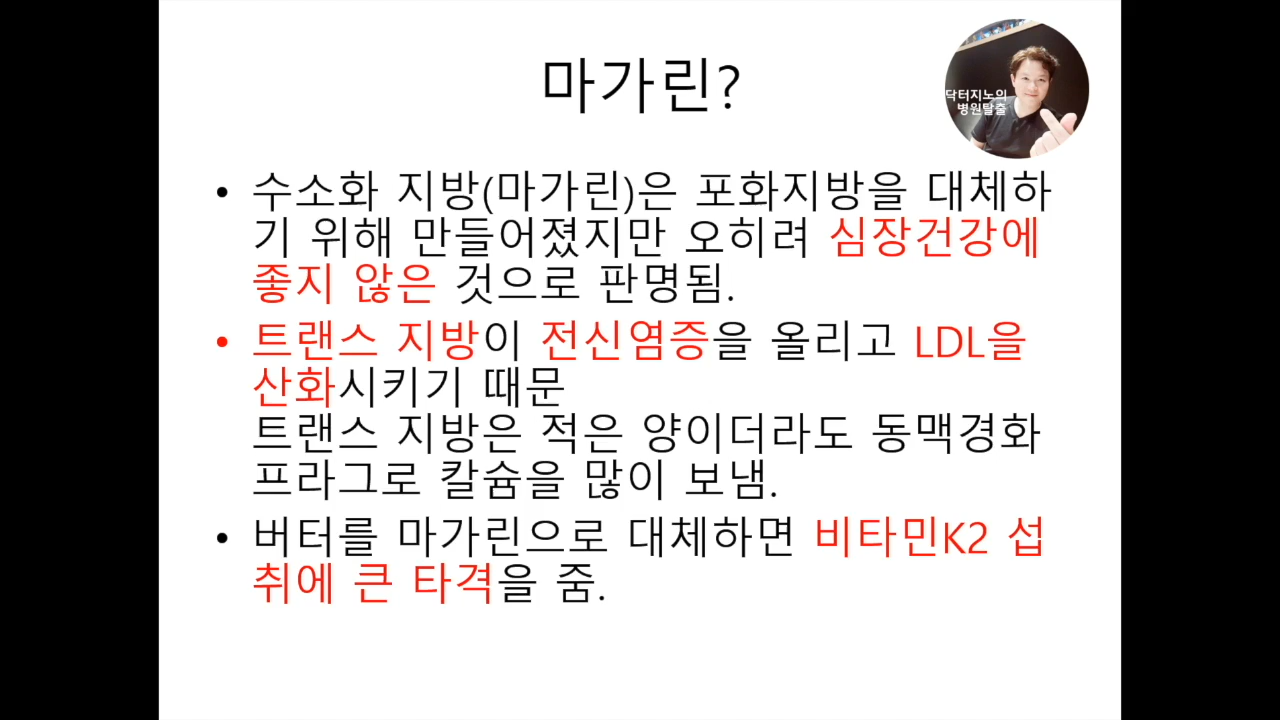 마가린?
닥터지노의
병원탈출
• 수소화 지방(마가린)은 포화지방을 대체하
기 위해 만들어졌지만 오히려 심장건강에
좋지 않은 것으로 판명됨.
• 트랜스 지방이 전신염증을 올리고 LDL을
산화시키기 때문
트랜스 지방은 적은 양이더라도 동맥경화
프라그로 칼슘을 많이 보냄.
• 버터를 마가린으로 대체하면 비타민K2 섭
취에 큰 타격을 줌.